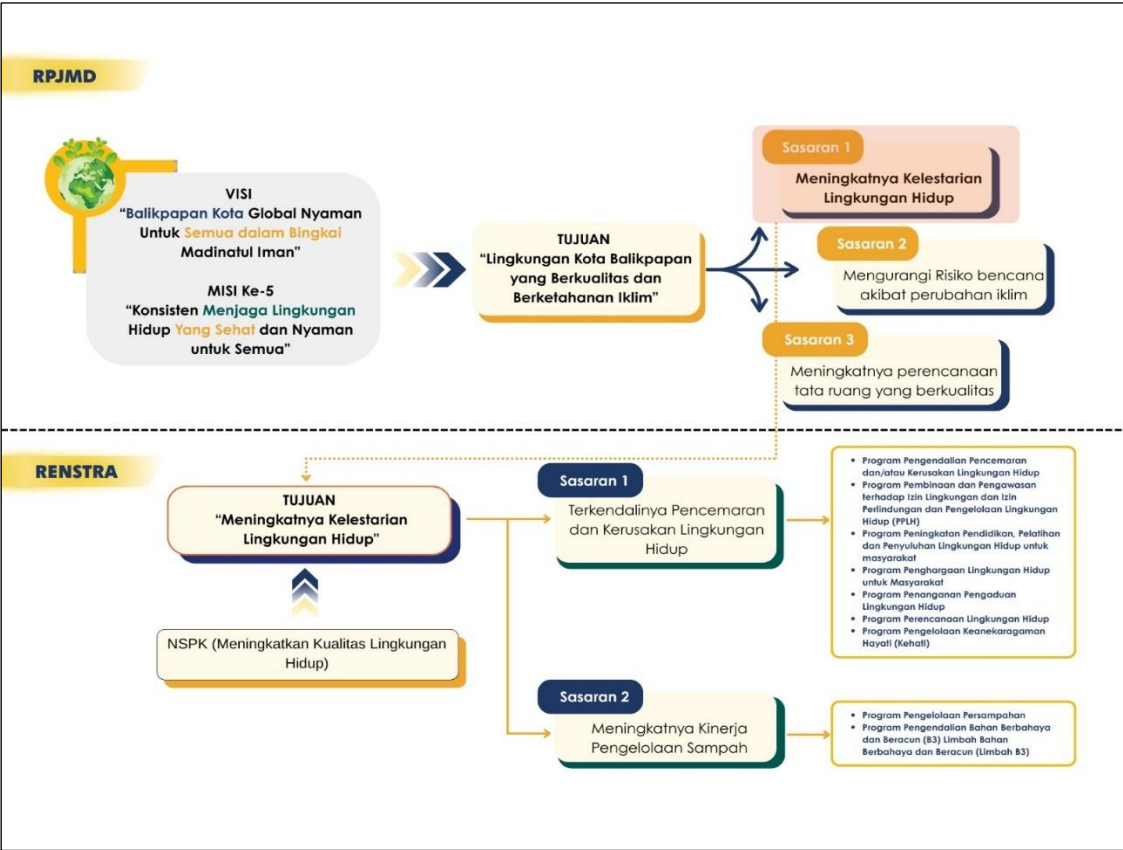 RPJMD
VISI
“Balikpapan Kota Global Nyaman
Untuk Semua dalam Bingkai
Madinatul Iman”
MISI Ke-5
“Konsisten Menjaga Lingkungan
Hidup Yang Sehat dan Nyaman
untuk Semua”
TUJUAN
“Lingkungan Kota Balikpapan
yang Berkualitas dan
Berketahanan Iklim”
Sasaran 1
Meningkatnya Kelestarian
Lingkungan Hidup
Sasaran 2
Mengurangi Risiko bencana
akibat perubahan iklim
Sasaran 3
Meningkatnya perencanaan
tata ruang yang berkualitas
RENSTRA
TUJUAN
“Meningkatnya Kelestarian
Lingkungan Hidup”
NSPK (Meningkatkan Kualitas Lingkungan
Hidup)
Sasaran 1
Terkendalinya Pencemaran
dan Kerusakan Lingkungan
Hidup
• Program Pengendalian Pencemaran
dan/atau Kerusakan Lingkungan Hidup
• Program Pembinaan dan Pengawasan
terhadap Izin Lingkungan dan Izin
Perlindungan dan Pengelolaan Lingkungan
Hidup (PPLH)
• Program Peningkatan Pendidikan, Pelatihan
dan Penyuluhan Lingkungan Hidup untuk
masyarakat
• Program Penghargaan Lingkungan Hidup
untuk Masyarakat
• Program Penanganan Pengaduan
Lingkungan Hidup
• Program Perencanaan Lingkungan Hidup
• Program Pengelolaan Keanekaragaman
Hayati (Kehati)
Sasaran 2
Meningkatnya Kinerja
Pengelolaan Sampah
• Program Pengelolaan Persampahan
• Program Pengendalian Bahan Berbahaya
dan Beracun (B3) Limbah Bahan
Berbahaya dan Beracun (Limbah B3)